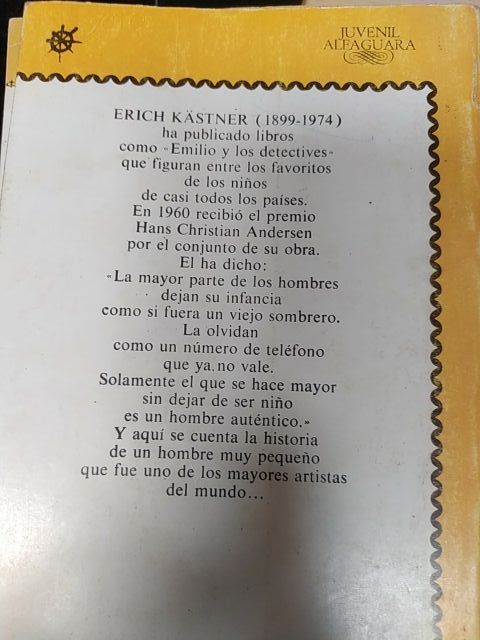 JUVENIL
ALFAGUARA
ERICH KÄSTNER (1899-1974)
ha publicado libros
como «Emilio y los detectives»
que figuran entre los favoritos
de los niños
de casi todos los países.
En 1960 recibió el premio
Hans Christian Andersen
por el conjunto de su obra.
El ha dicho:
«La mayor parte de los hombres
dejan su infancia
como si fuera un viejo sombrero.
La olvidan
como un número de teléfono
que ya no vale.
Solamente el que se hace mayor
sin dejar de ser niño
es un hombre auténtico.»
Y aquí se cuenta la historia
de un hombre muy pequeño
que fue uno de los mayores artistas
del mundo...